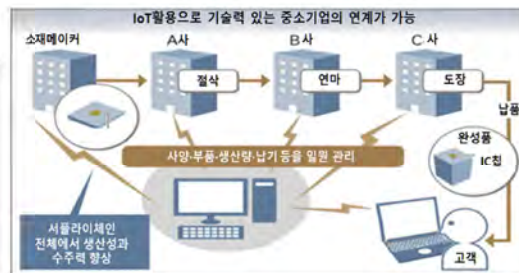 IoT활용으로 기술력 있는 중소기업의 연계가 가능
소재메이커
A사
B사
C 사
절삭
연마
도장
납품
완성품
IC칩
사양·부품·생산량·납기 등을 일원 관리
서플라이체인
전체에서 생산성과
수주력 향상
고객